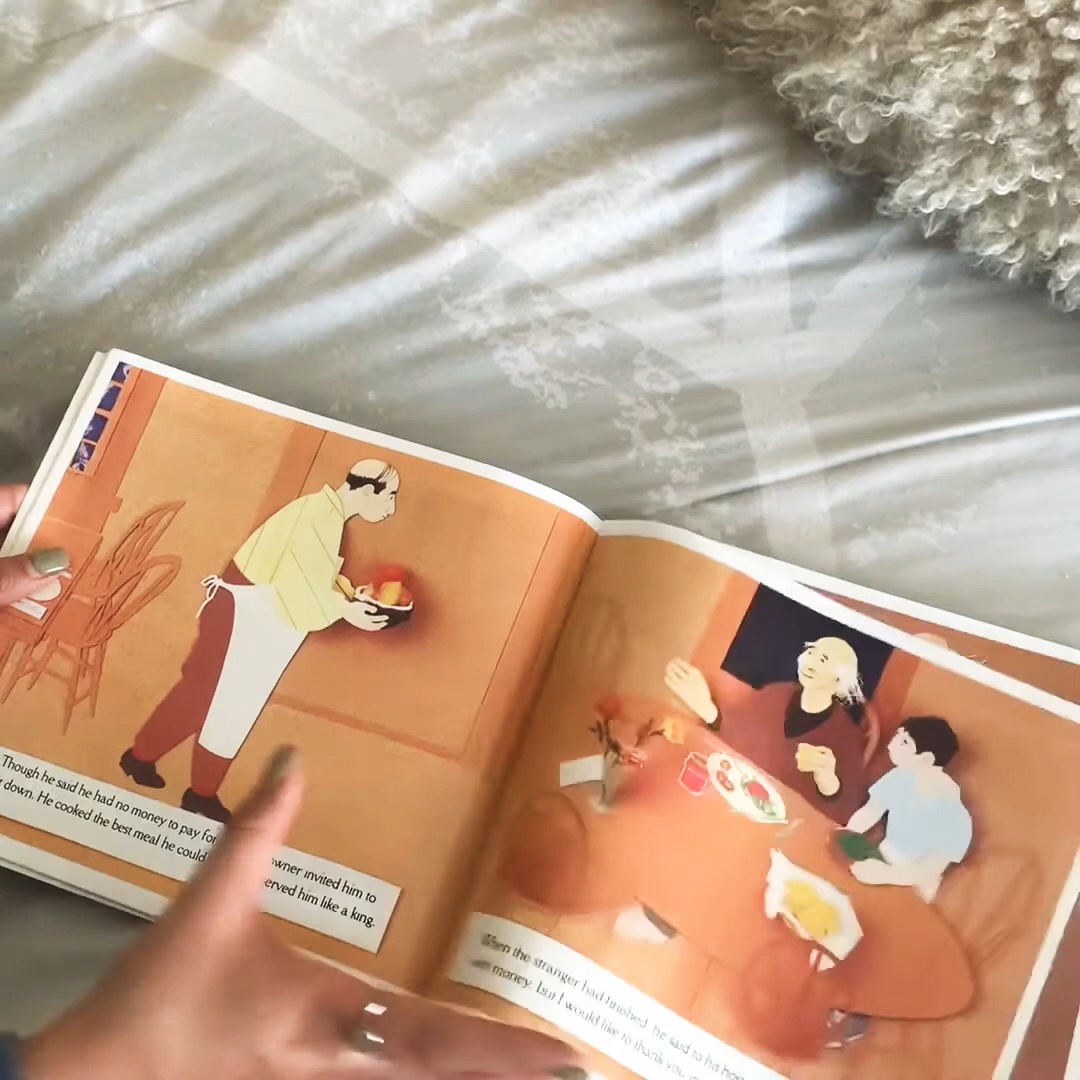 Though he said he had no money to pay for owner invited him to
down. He cooked the best meal he could served him like a king.
When the stranger had finished, he said to his
money, but I would like to thank you